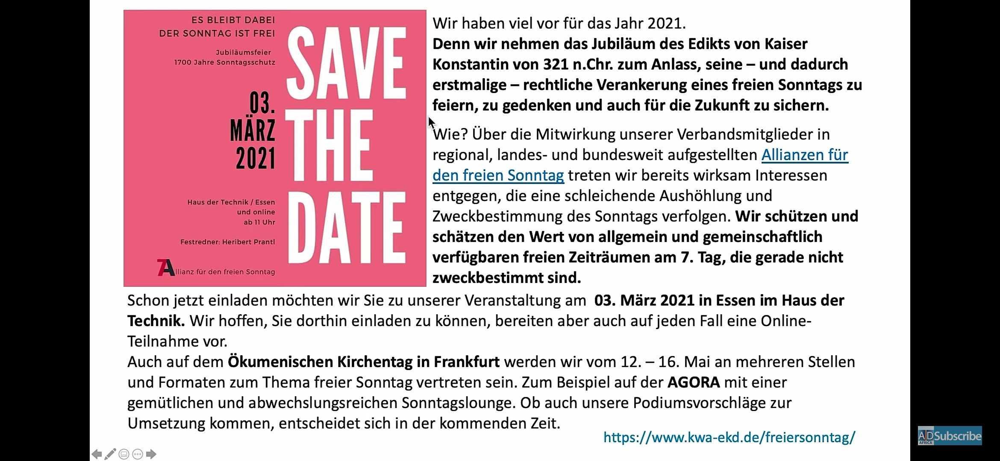 ES BLEIBT DABEI
DER SONNTAG IST FREI
Jubiläumsfeier
1700 Jahre Sonntagsschutz
03.
MÄRZ
2021
Haus der Technik / Essen
und online
ab 11 Uhr
Festredner: Heribert Prantl
7Allianz für den freien Sonntag
SAVE
THE
DATE
Wir haben viel vor für das Jahr 2021.
Denn wir nehmen das Jubiläum des Edikts von Kaiser
Konstantin von 321 n.Chr. zum Anlass, seine – und dadurch
erstmalige – rechtliche Verankerung eines freien Sonntags zu
feiern, zu gedenken und auch für die Zukunft zu sichern.
Wie? Über die Mitwirkung unserer Verbandsmitglieder in
regional, landes- und bundesweit aufgestellten Allianzen für
den freien Sonntag treten wir bereits wirksam Interessen
entgegen, die eine schleichende Aushöhlung und
Zweckbestimmung des Sonntags verfolgen. Wir schützen und
schätzen den Wert von allgemein und gemeinschaftlich
verfügbaren freien Zeiträumen am 7. Tag, die gerade nicht
zweckbestimmt sind.
Schon jetzt einladen möchten wir Sie zu unserer Veranstaltung am 03. März 2021 in Essen im Haus der
Technik. Wir hoffen, Sie dorthin einladen zu können, bereiten aber auch auf jeden Fall eine Online-
Teilnahme vor.
Auch auf dem Ökumenischen Kirchentag in Frankfurt werden wir vom 12. – 16. Mai an mehreren Stellen
und Formaten zum Thema freier Sonntag vertreten sein. Zum Beispiel auf der AGORA mit einer
gemütlichen und abwechslungsreichen Sonntagslounge. Ob auch unsere Podiumsvorschläge zur
Umsetzung kommen, entscheidet sich in der kommenden Zeit.
https://www.kwa-ekd.de/freiersonntag/
AD Subscribe
AFRICA